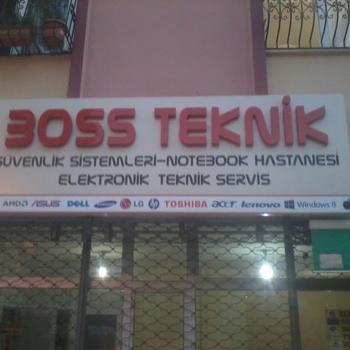 BOSS TEKNİK
GÜVENLİK SİSTEMLERİ-NOTEBOOK HASTANESİ
ELEKTRONİK TEKNİK SERVİS
AMD ASUS DELL SAMSUNG LG hp TOSHIBA acer lenovo Windows 8